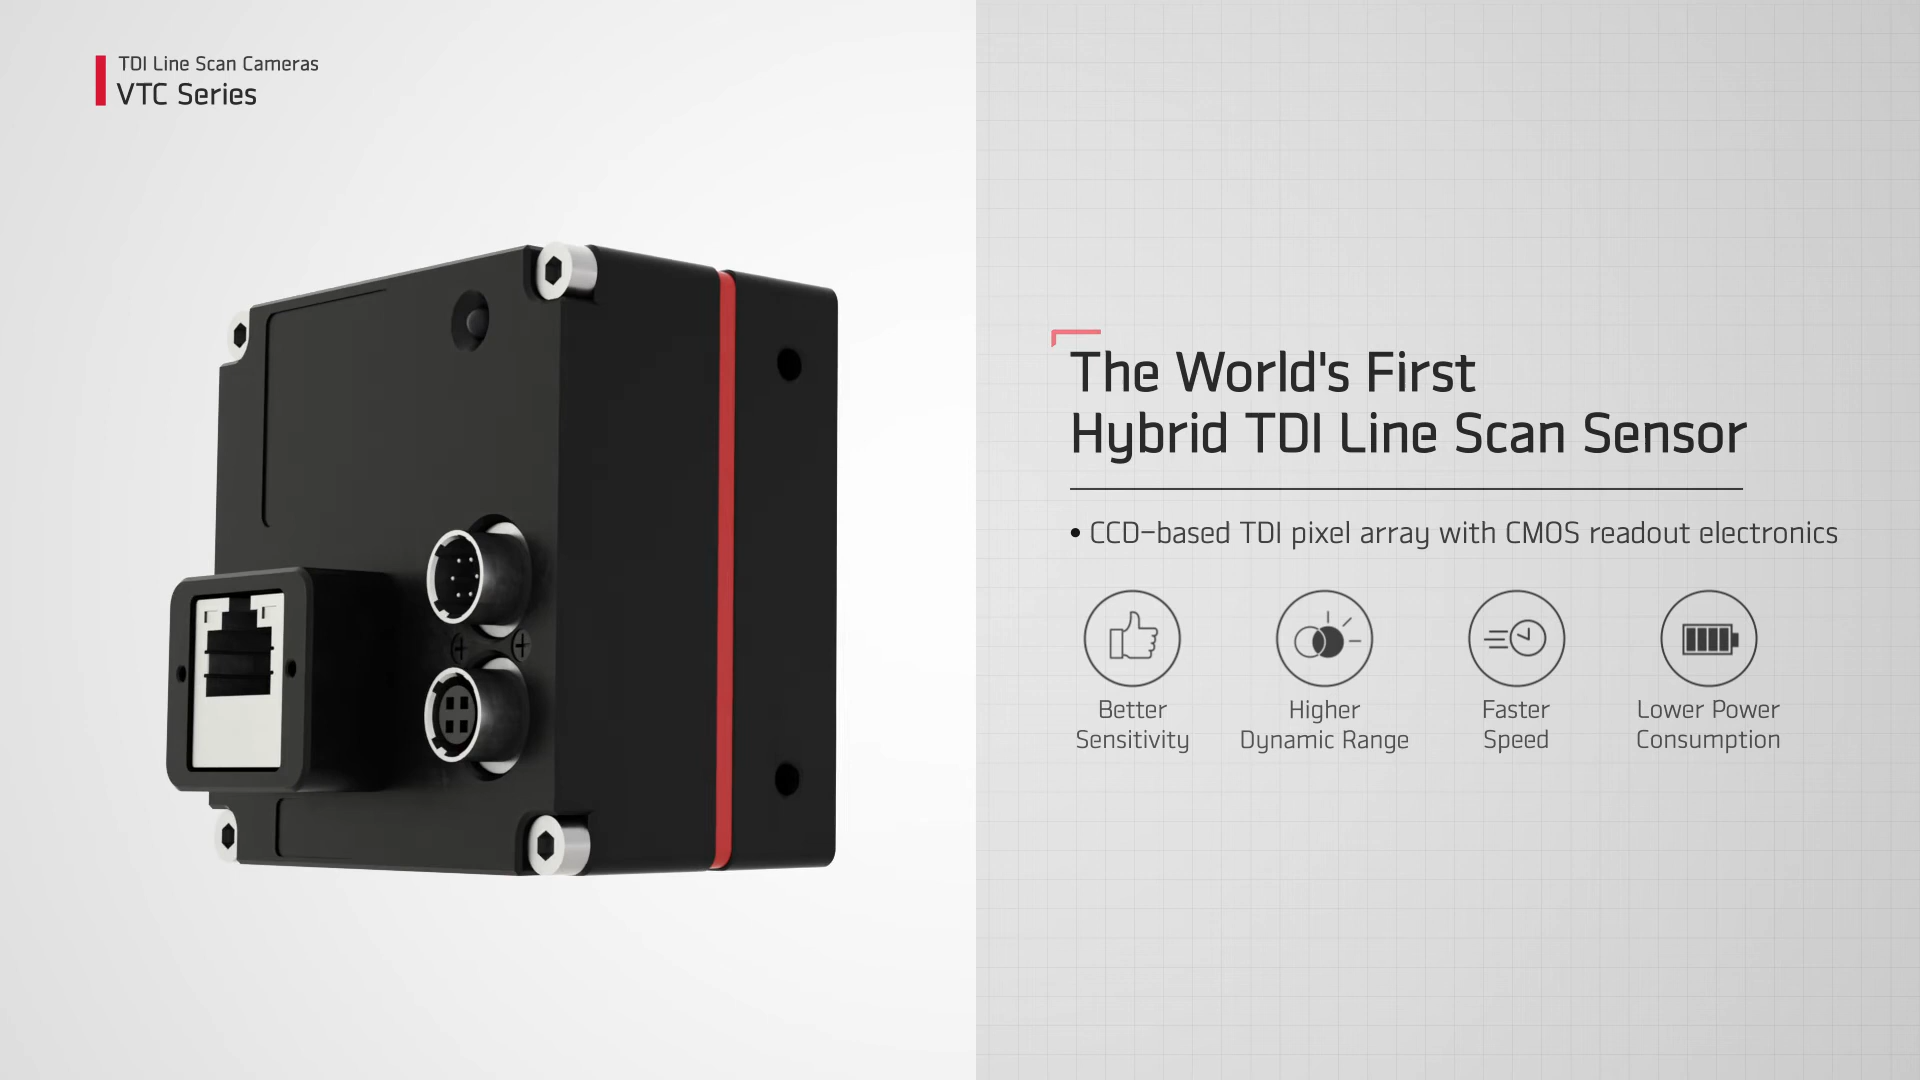 TDI Line Scan Cameras
VTC Series
The World's First
Hybrid TDI Line Scan Sensor
• CCD-based TDI pixel array with CMOS readout electronics
Better
Sensitivity
Higher
Dynamic Range
Faster
Speed
Lower Power
Consumption